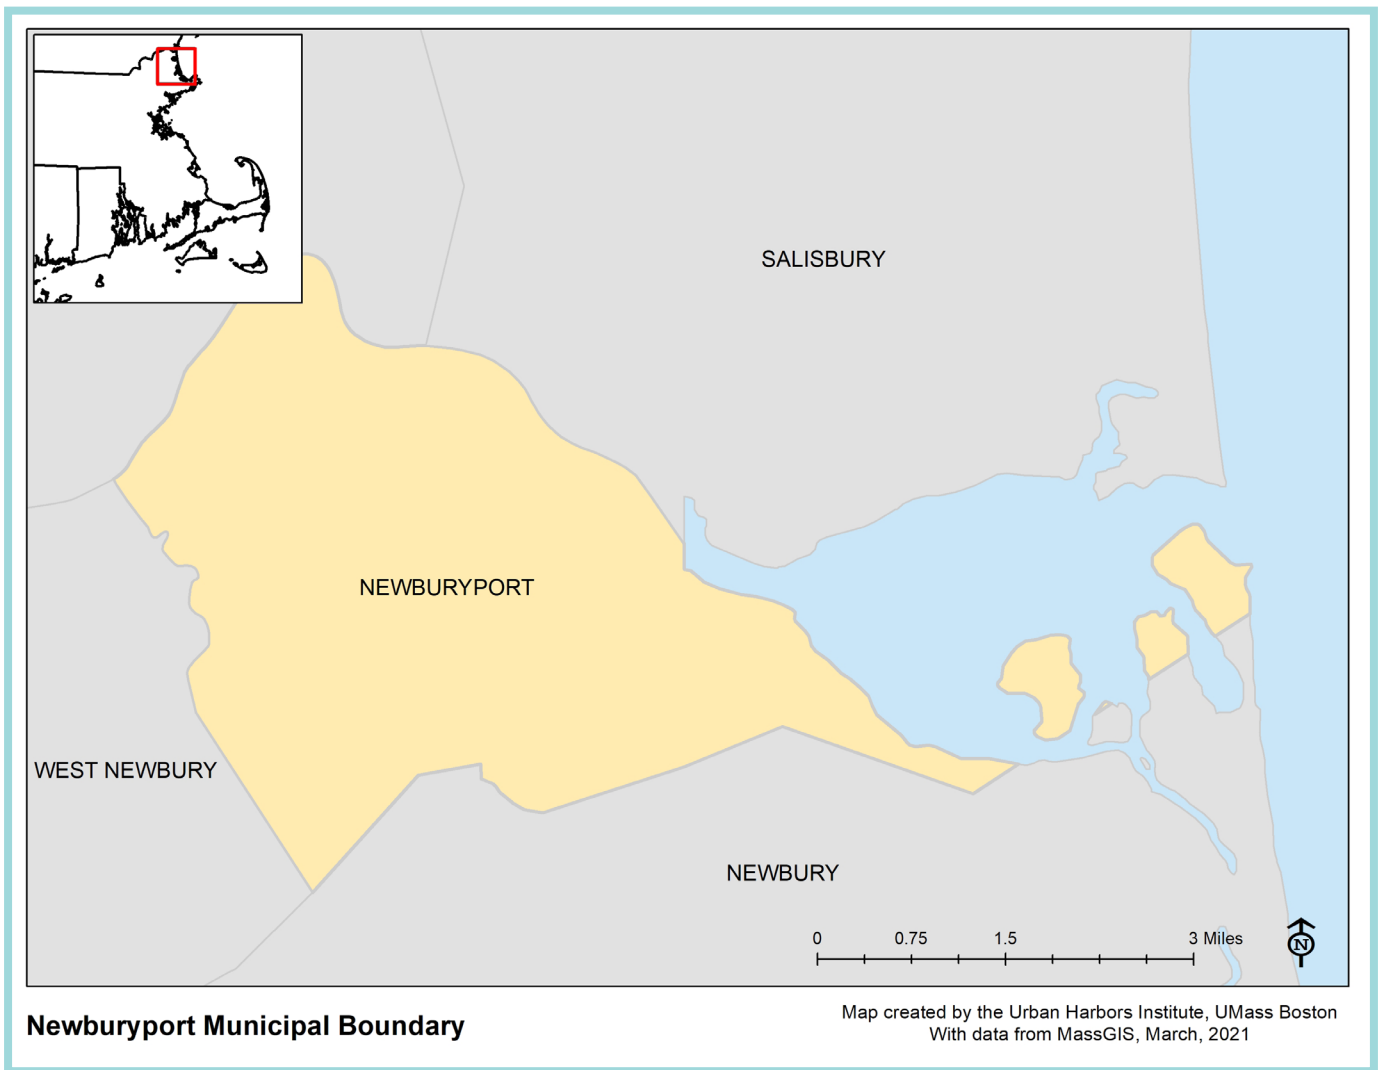 SALISBURY
NEWBURYPORT
WEST NEWBURY
NEWBURY
0 0.75 1.5 3 Miles
N
Newburyport Municipal Boundary
Map created by the Urban Harbors Institute, UMass Boston
With data from MassGIS, March, 2021